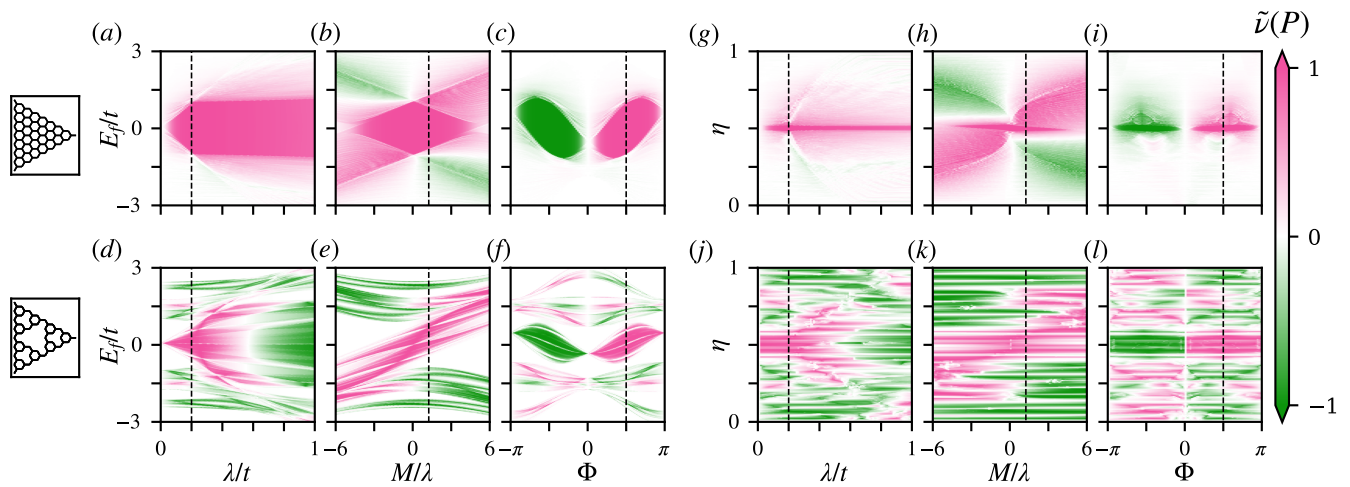 (a) (b) (c) (g) (h) (i) ν̃(P)
3 1 1
E_f/t 0 η 0
−3 0
(d) (e) (f) (j) (k) (l)
3 1
E_f/t 0 η −1
−3 0
0 1 −6 0 6 −π 0 π 0 1 −6 0 6 −π 0 π
λ/t M/λ Φ λ/t M/λ Φ